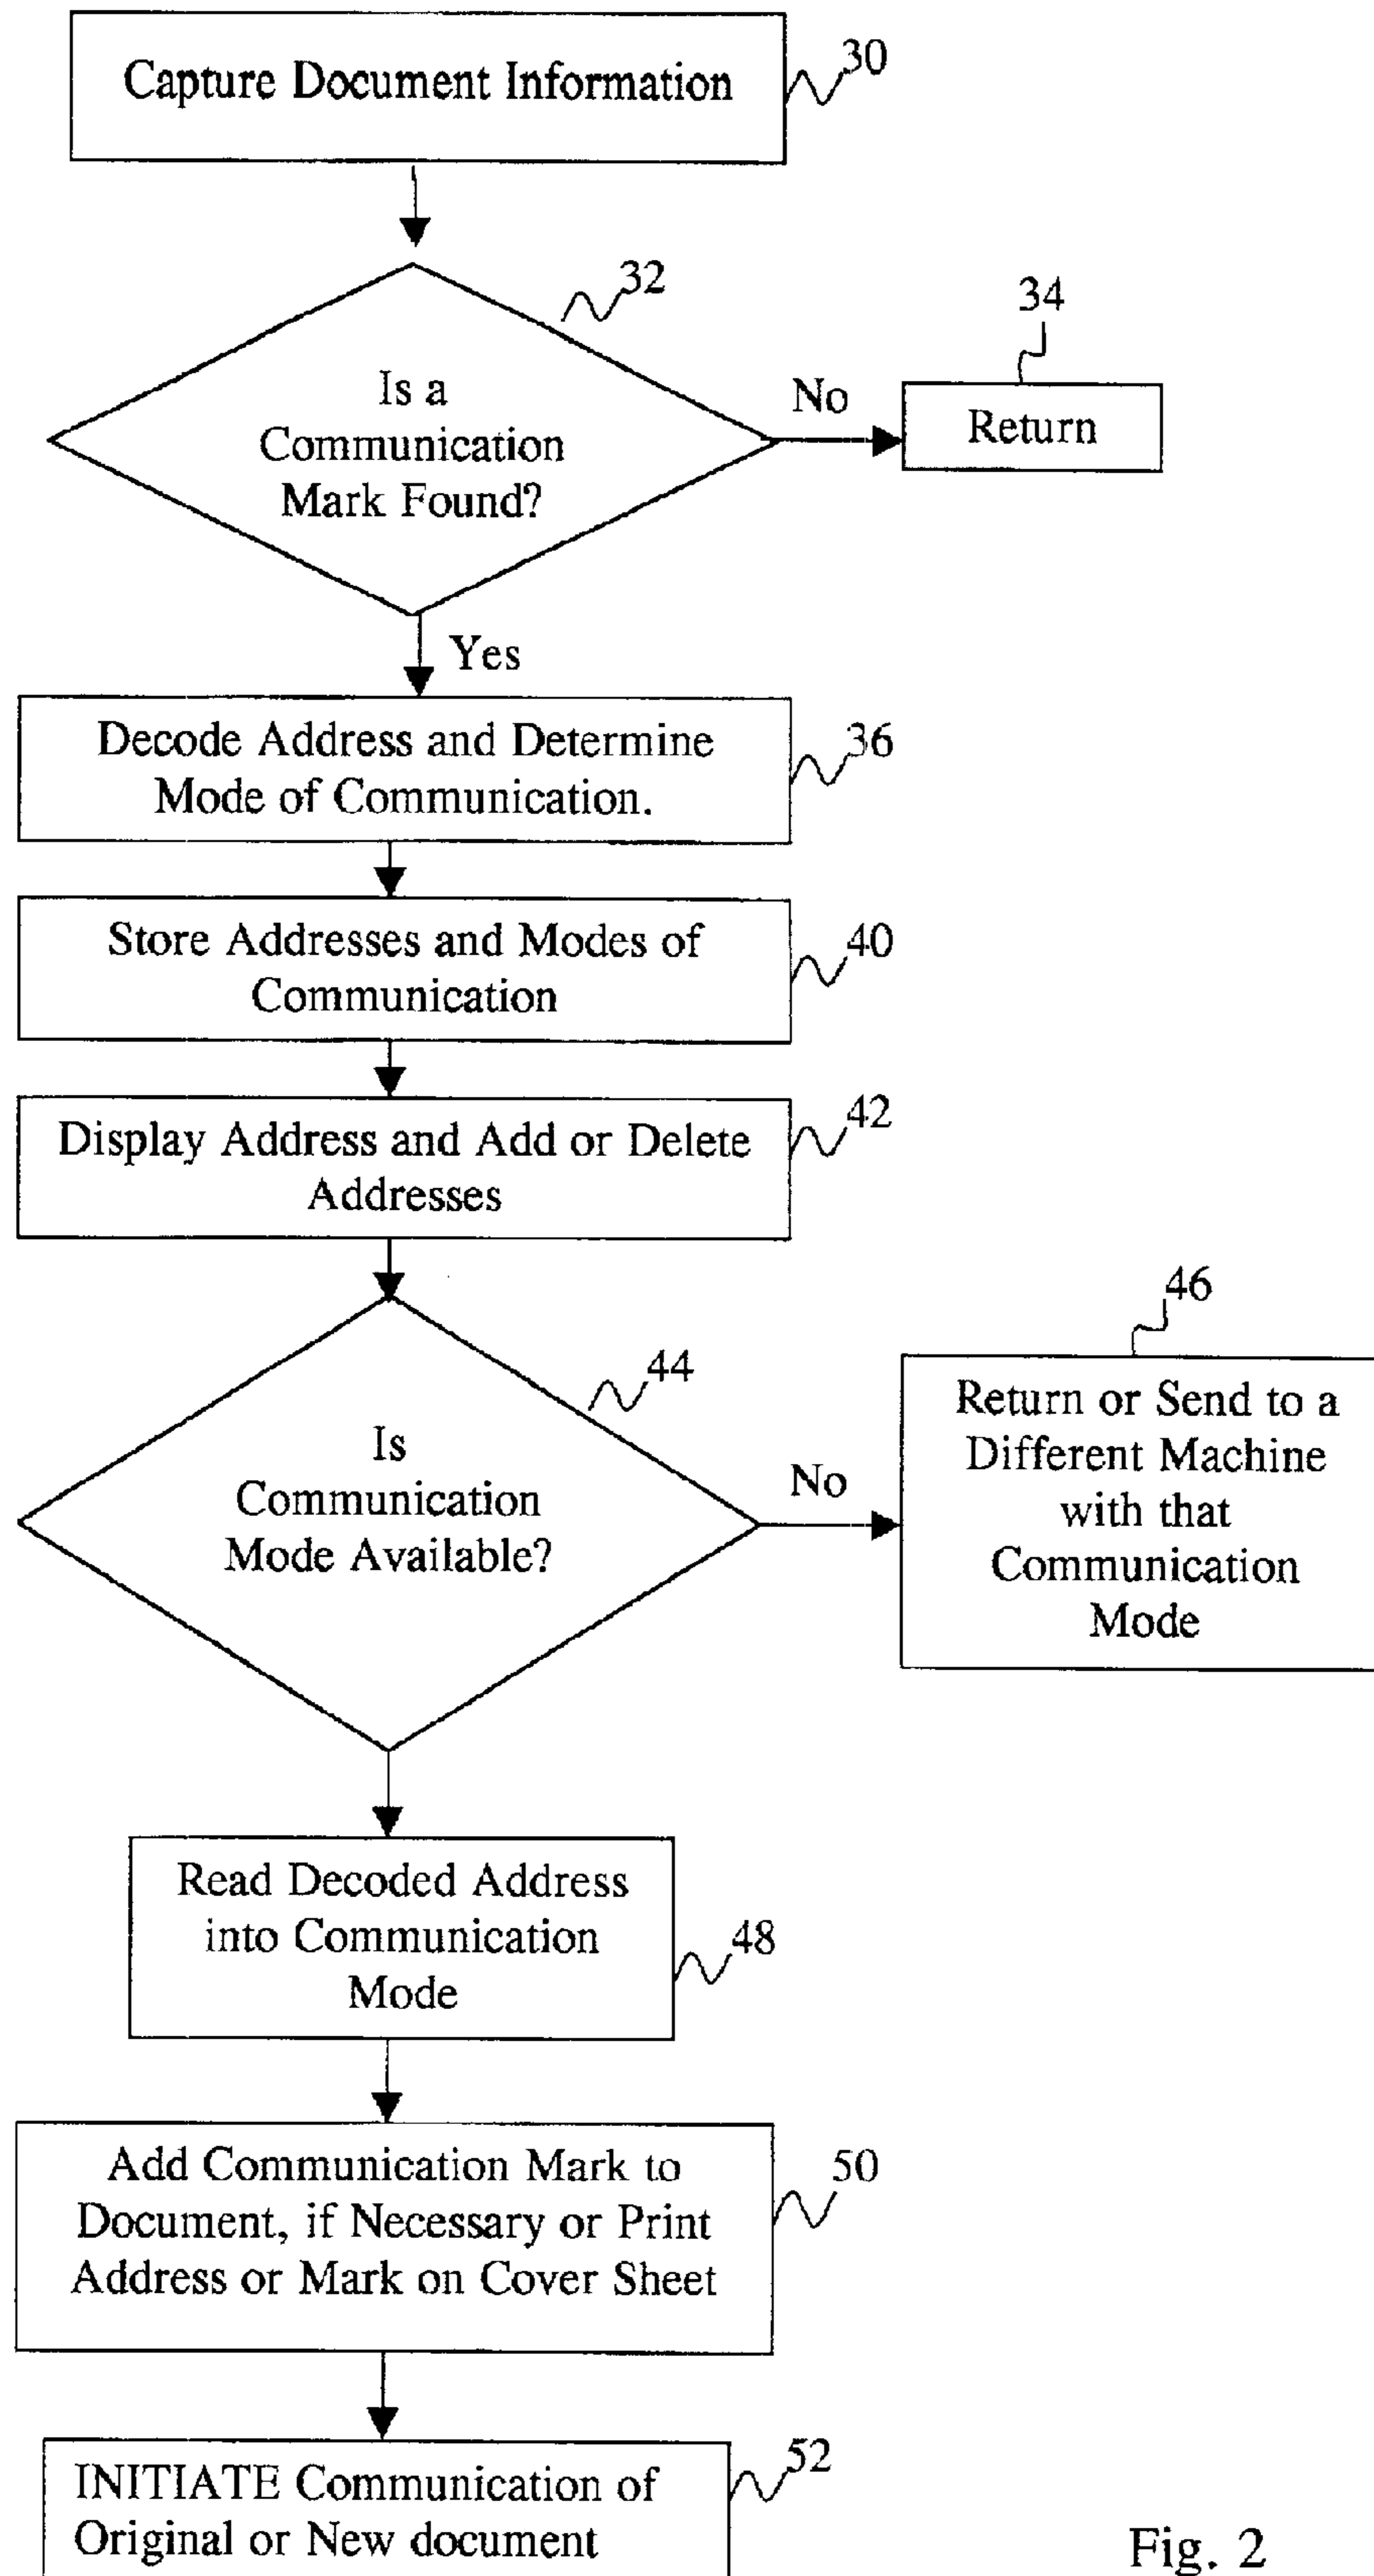 Capture Document Information
30
32
34
Is a
Communication
Mark Found?
No
Return
Yes
Decode Address and Determine
Mode of Communication.
36
Store Addresses and Modes of
Communication
40
Display Address and Add or Delete
Addresses
42
44
46
Is
Communication
Mode Available?
No
Return or Send to a
Different Machine
with that
Communication
Mode
Read Decoded Address
into Communication
Mode
48
Add Communication Mark to
Document, if Necessary or Print
Address or Mark on Cover Sheet
50
INITIATE Communication of
Original or New document
52
Fig. 2